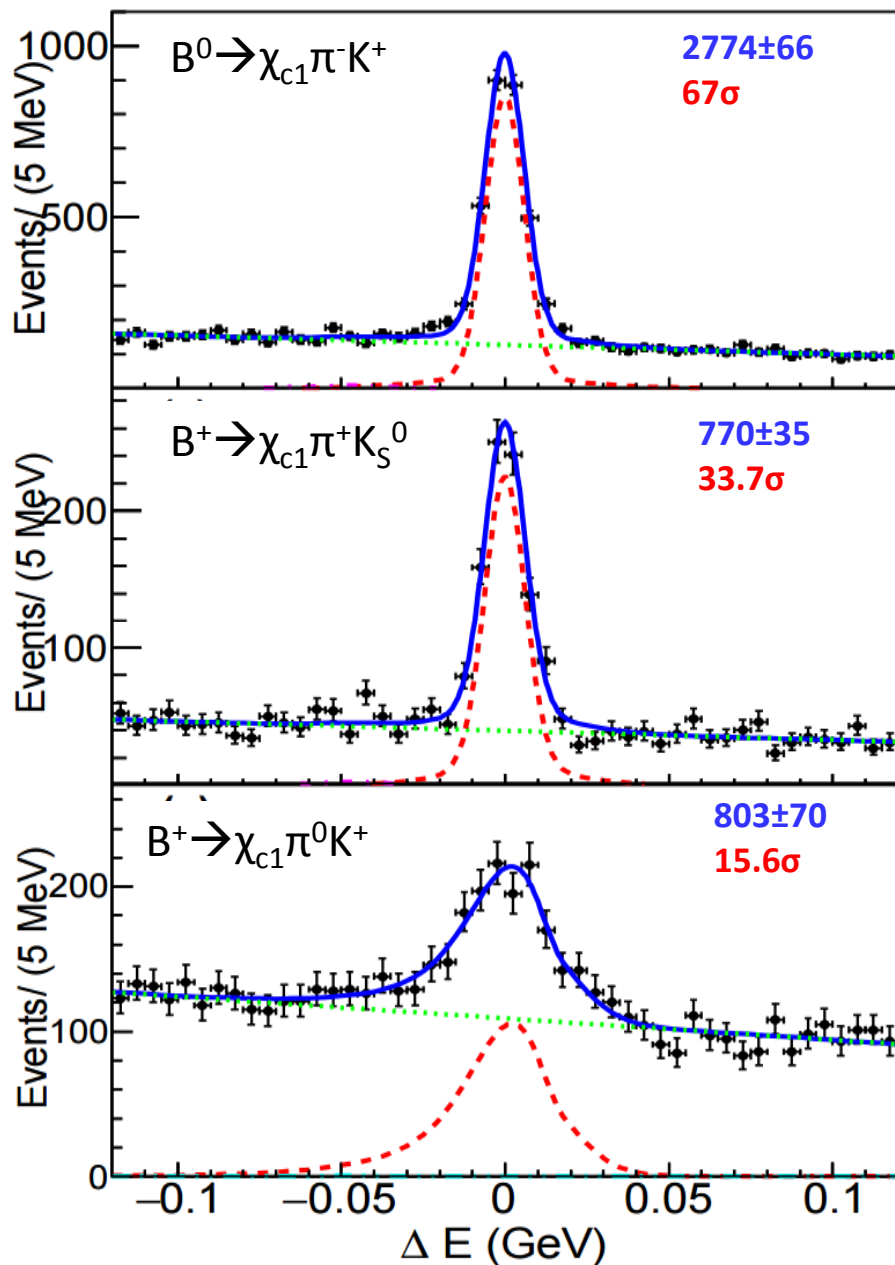 1000
B⁰→χc1π⁻K⁺
2774±66
67σ
500
Events/ (5 MeV)
B⁺→χc1π⁺KS⁰
770±35
33.7σ
200
100
Events/ (5 MeV)
B⁺→χc1π⁰K⁺
803±70
15.6σ
200
100
0
Events/ (5 MeV)
−0.1 −0.05 0 0.05 0.1
Δ E (GeV)